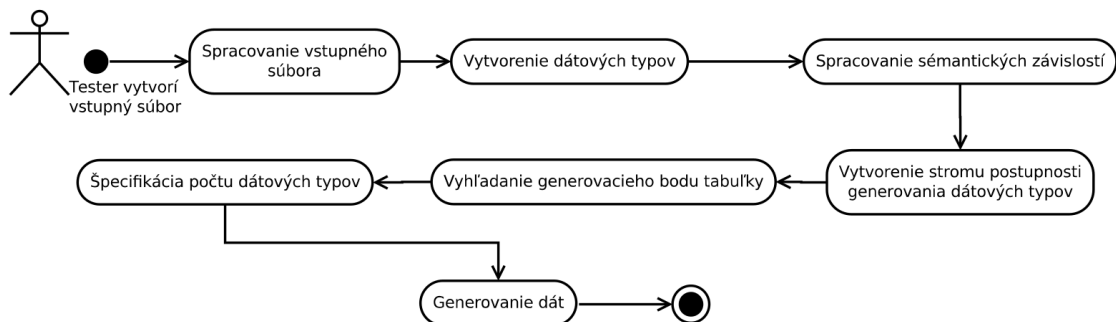 Tester vytvorí
vstupný súbor
Spracovanie vstupného
súbora
Vytvorenie dátových typov
Spracovanie sémantických závislostí
Vytvorenie stromu postupnosti
generovania dátových typov
Vyhľadanie generovacieho bodu tabuľky
Špecifikácia počtu dátových typov
Generovanie dát